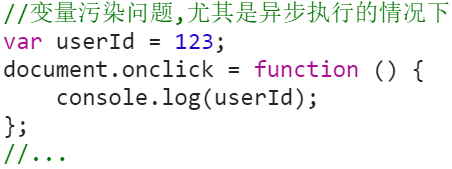 //变量污染问题,尤其是异步执行的情况下
var userId = 123;
document.onclick = function () {
    console.log(userId);
};
//...